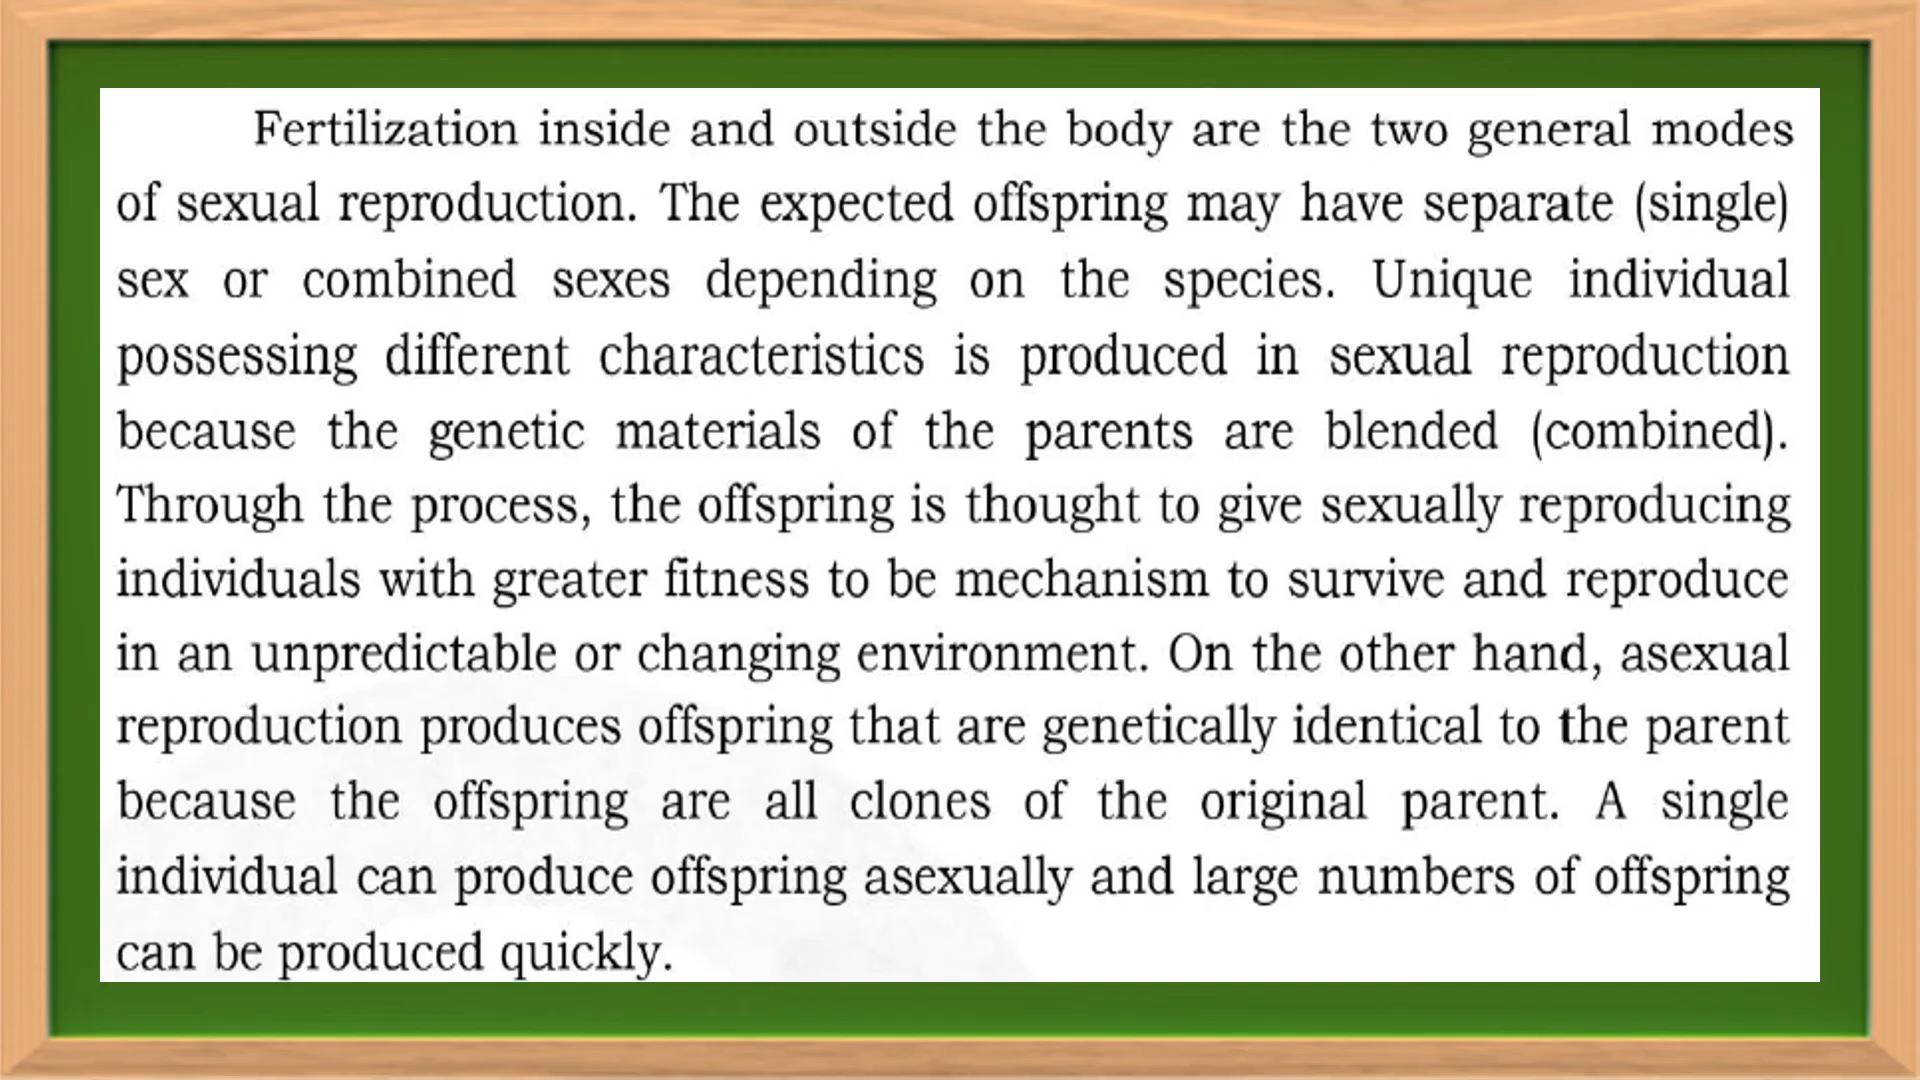 Fertilization inside and outside the body are the two general modes
of sexual reproduction. The expected offspring may have separate (single)
sex or combined sexes depending on the species. Unique individual
possessing different characteristics is produced in sexual reproduction
because the genetic materials of the parents are blended (combined).
Through the process, the offspring is thought to give sexually reproducing
individuals with greater fitness to be mechanism to survive and reproduce
in an unpredictable or changing environment. On the other hand, asexual
reproduction produces offspring that are genetically identical to the parent
because the offspring are all clones of the original parent. A single
individual can produce offspring asexually and large numbers of offspring
can be produced quickly.